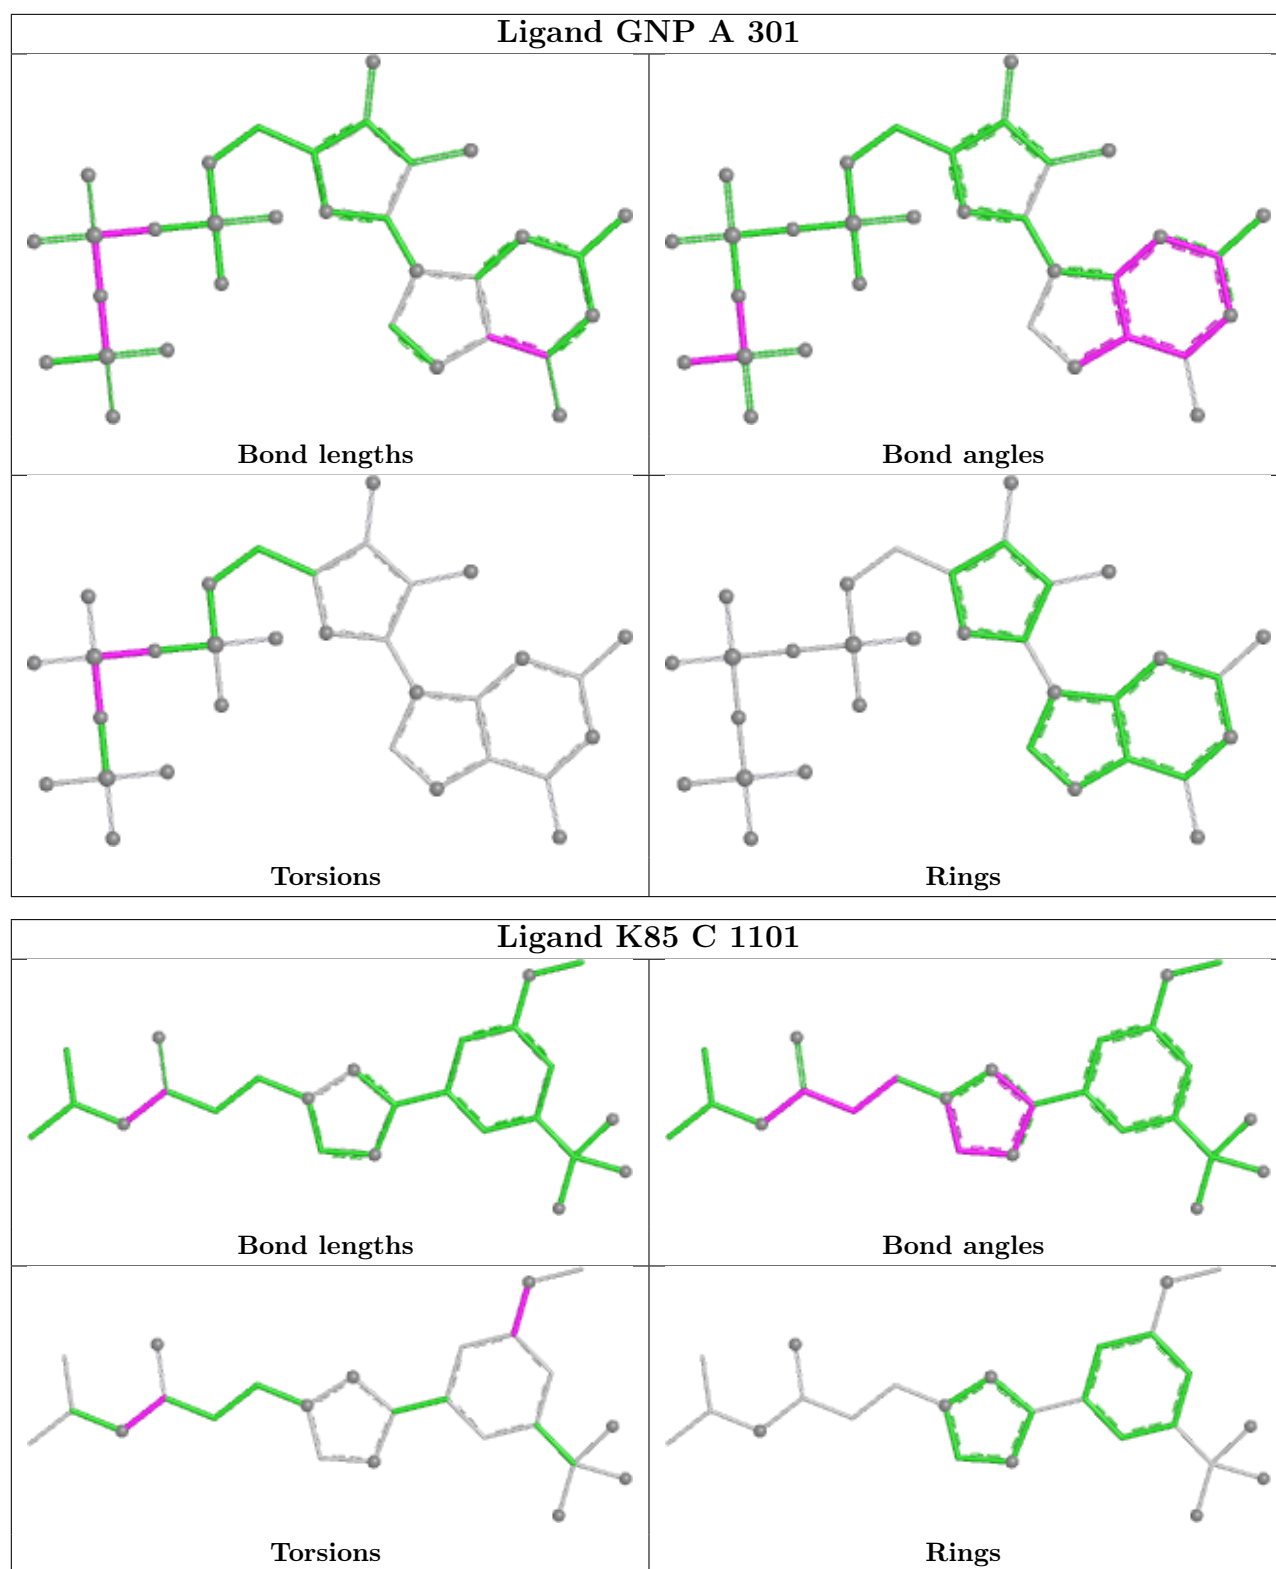 Ligand GNP A 301
Bond lengths
Bond angles
Torsions
Rings
Ligand K85 C 1101
Bond lengths
Bond angles
Torsions
Rings